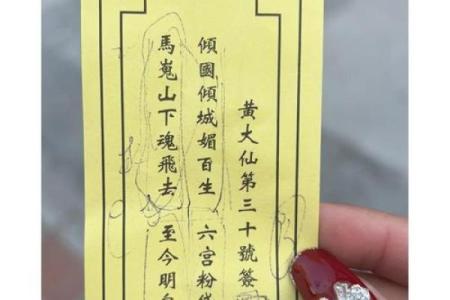 黃大仙第三十號簽
傾國傾城媚百生 六宮粉
馬嵬山下魂飛去 至今明